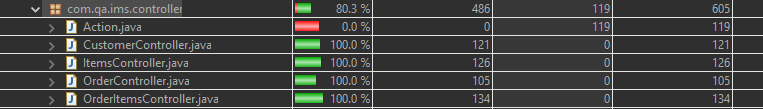 com.qa.ims.controller 80.3 % 486 119 605
Action.java 0.0 % 0 119 119
CustomerController.java 100.0 % 121 0 121
ItemsController.java 100.0 % 126 0 126
OrderController.java 100.0 % 105 0 105
OrderItemsController.java 100.0 % 134 0 134